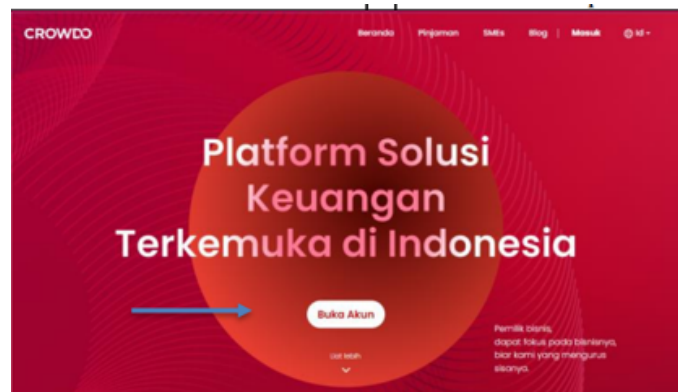 CROWDO
Beranda Pinjaman SMEs Blog | Masuk Id
Platform Solusi
Keuangan
Terkemuka di Indonesia
Buka Akun
Pemilik bisnis,
dapat fokus pada bisnisnya,
biar kami yang mengurus
sisanya.
Liat lebih